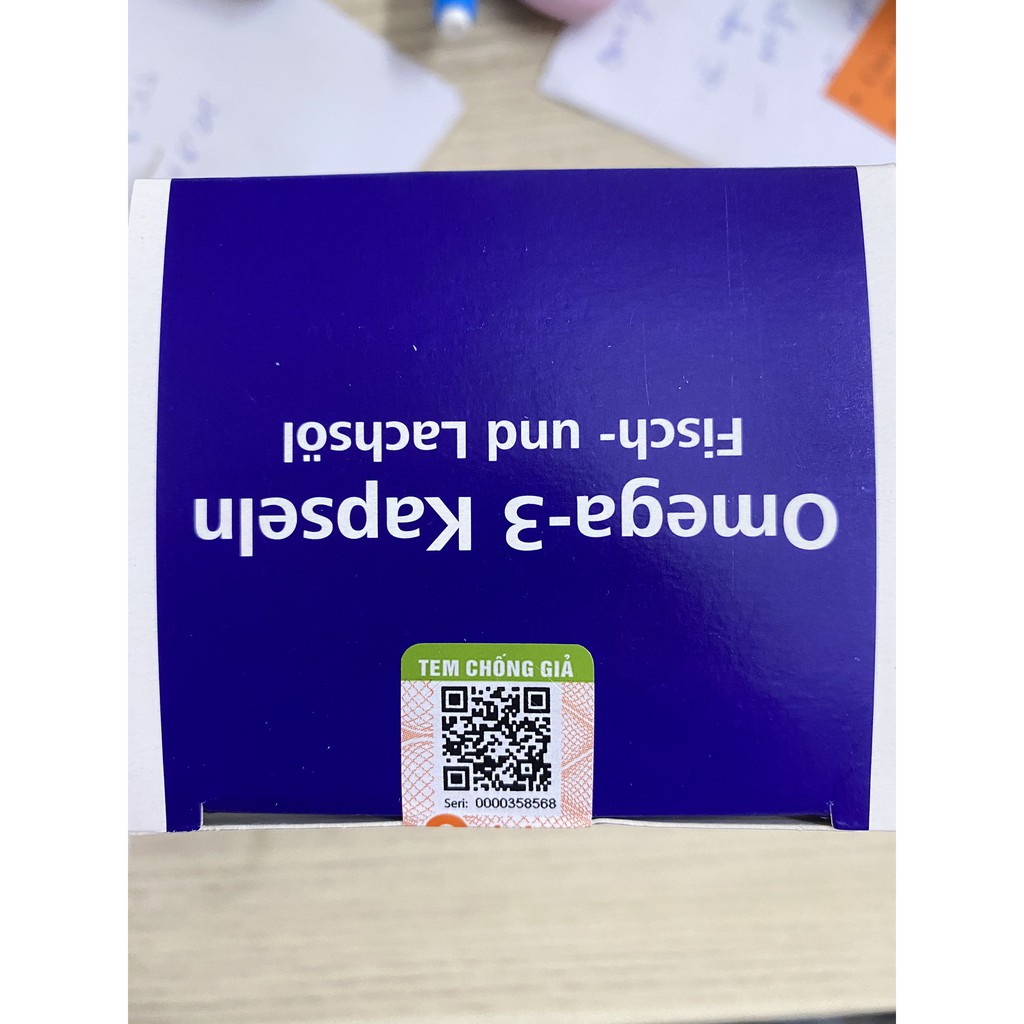 Omega-3 Kapseln
Fisch- und Lachsöl
TEM CHỐNG GIẢ
Seri: 0000358568